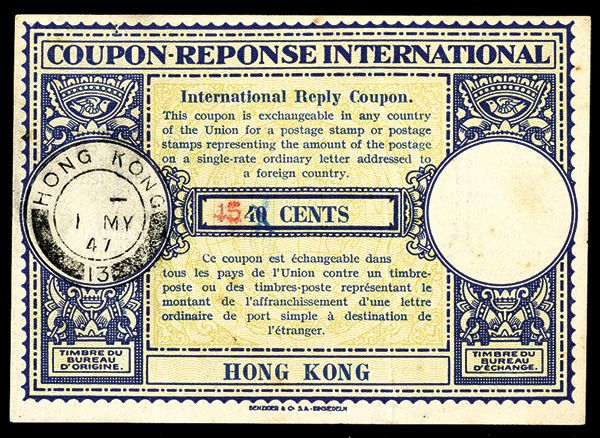 COUPON-REPONSE INTERNATIONAL
International Reply Coupon.
This coupon is exchangeable in any country
of the Union for a postage stamp or postage
stamps representing the amount of the postage
on a single-rate ordinary letter addressed to
a foreign country.
HONG KONG
1 MY
47
13
45 40 CENTS
Ce coupon est échangeable dans
tous les pays de l'Union contre un timbre-
poste ou des timbres-poste représentant le
montant de l'affranchissement d'une lettre
ordinaire de port simple à destination de
l'étranger.
TIMBRE DU
BUREAU
D'ORIGINE.
TIMBRE DU
BUREAU
D'ÉCHANGE.
HONG KONG
BENZIGER & Co S.A. - EINSIEDELN